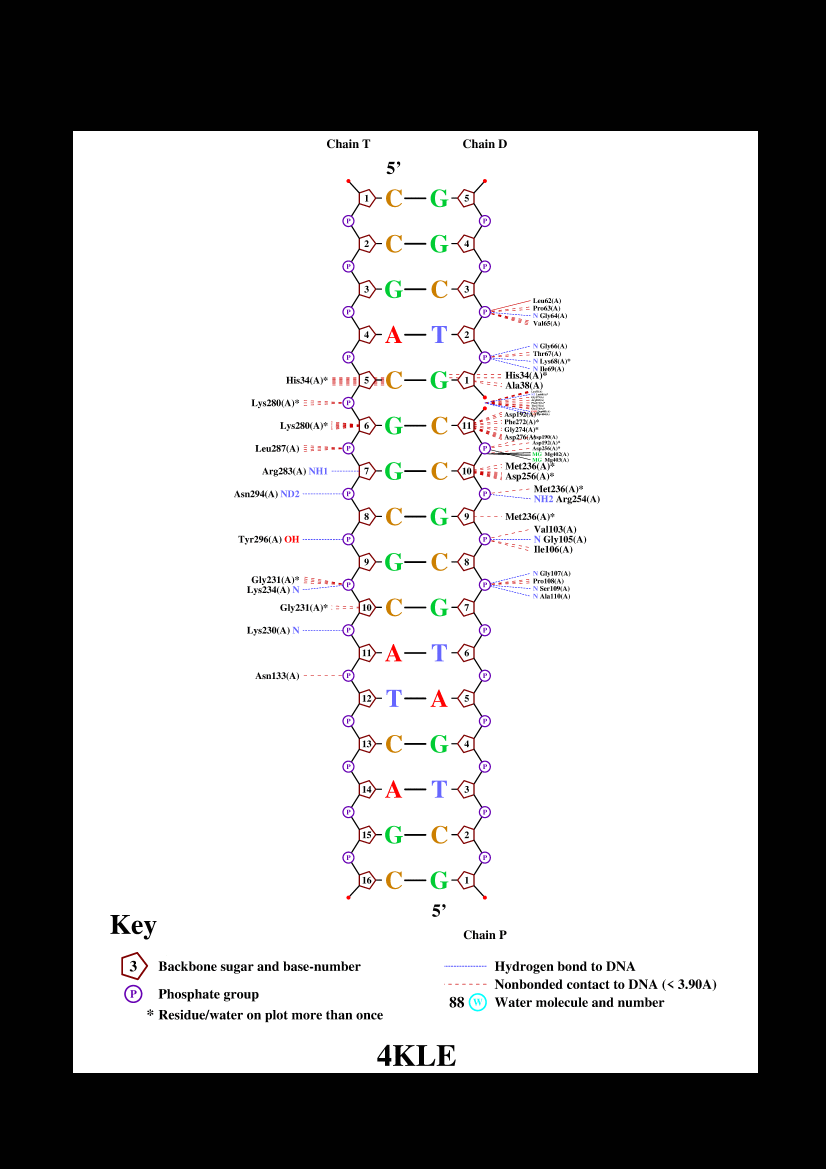 Chain T Chain D
5’
1 C G 5
P P
2 C G 4
P P
3 G C 3
Leu62(A)
Pro63(A)
P P N Gly64(A)
Val65(A)
4 A T 2
N Gly66(A)
Thr67(A)
P P N Lys68(A)*
N Ile69(A)
His34(A)* 5 C G 1 His34(A)*
Ala38(A)
Lys280(A)* P
Asp192(A)*
Lys280(A)* 6 G C 11 Phe272(A)*
Gly274(A)*
Asp276(A)
Asp190(A)
Asp192(A)*
Leu287(A) P P Asp256(A)*
MG Mg402(A)
MG Mg403(A)
Arg283(A) NH1 7 G C 10 Met236(A)*
Asp256(A)*
Asn294(A) ND2 P P Met236(A)*
NH2 Arg254(A)
8 C G 9 Met236(A)*
Val103(A)
Tyr296(A) OH P P N Gly105(A)
Ile106(A)
9 G C 8
N Gly107(A)
Gly231(A)* P P Pro108(A)
Lys234(A) N N Ser109(A)
N Ala110(A)
Gly231(A)* 10 C G 7
Lys230(A) N P P
11 A T 6
Asn133(A) P P
12 T A 5
P P
13 C G 4
P P
14 A T 3
P P
15 G C 2
P P
16 C G 1
5’
Chain P
Key
3 Backbone sugar and base-number
P Phosphate group
* Residue/water on plot more than once
Hydrogen bond to DNA
Nonbonded contact to DNA (< 3.90A)
88 W Water molecule and number
4KLE